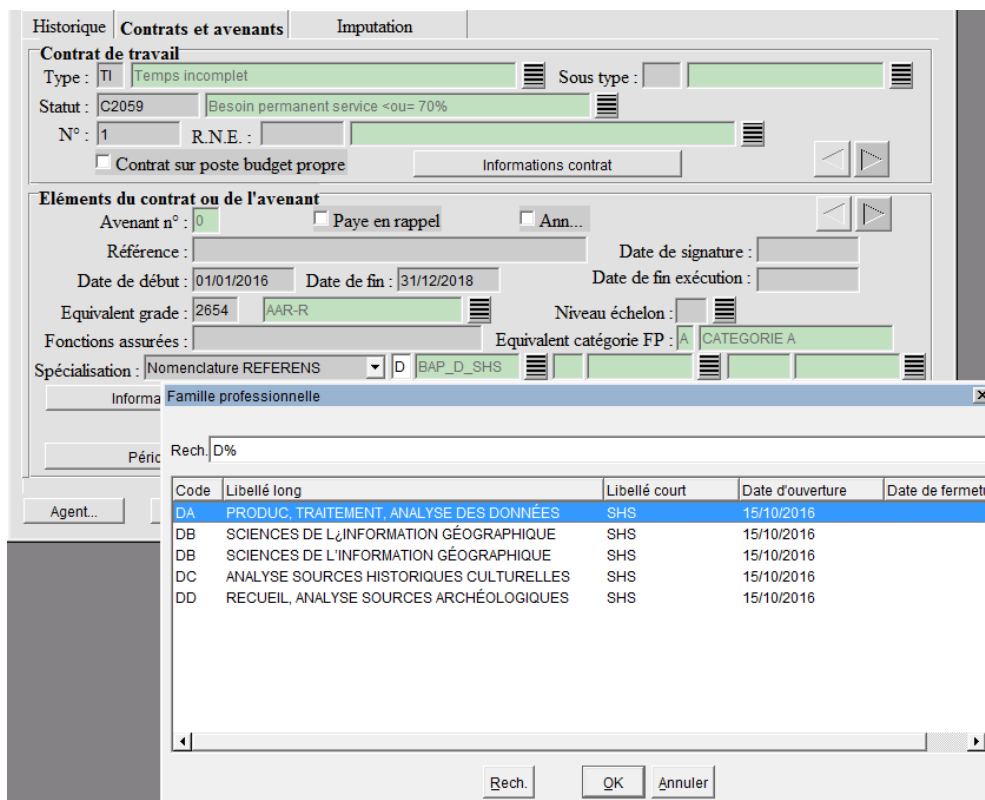 Historique Contrats et avenants Imputation
Contrat de travail
Type : TI Temps incomplet Sous type :
Statut : C2059 Besoin permanent service <ou= 70%
N° : 1 R.N.E. :
Contrat sur poste budget propre Informations contrat
Eléments du contrat ou de l'avenant
Avenant n° : 0 Paye en rappel Ann...
Référence : Date de signature :
Date de début : 01/01/2016 Date de fin : 31/12/2018 Date de fin exécution :
Equivalent grade : 2654 AAR-R Niveau échelon :
Fonctions assurées : Equivalent catégorie FP : A CATEGORIE A
Spécialisation : Nomenclature REFERENS D BAP_D_SHS
Informa Famille professionnelle
Rech. D%
Périe
Code Libellé long Libellé court Date d'ouverture Date de fermetu
DA PRODUC, TRAITEMENT, ANALYSE DES DONNÉES SHS 15/10/2016
Agent...
DB SCIENCES DE L¿INFORMATION GÉOGRAPHIQUE SHS 15/10/2016
DB SCIENCES DE L'INFORMATION GÉOGRAPHIQUE SHS 15/10/2016
DC ANALYSE SOURCES HISTORIQUES CULTURELLES SHS 15/10/2016
DD RECUEIL, ANALYSE SOURCES ARCHÉOLOGIQUES SHS 15/10/2016
Rech. OK Annuler